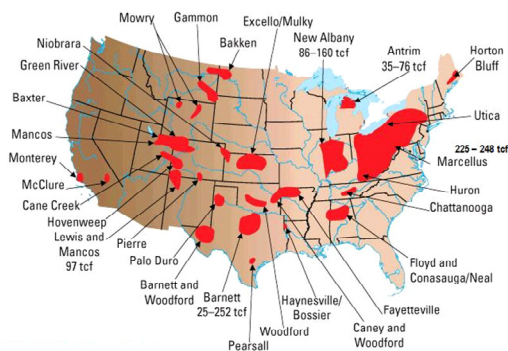 Mowry
Gammon
Excello/Mulky
Niobrara
Bakken
New Albany
86–160 tcf
Antrim
35–76 tcf
Horton
Bluff
Green River
Baxter
Utica
Mancos
225 – 248 tcf
Marcellus
Monterey
McClure
Huron
Cane Creek
Chattanooga
Hovenweep
Lewis and
Mancos
97 tcf
Pierre
Palo Duro
Floyd and
Conasauga/Neal
Barnett and
Woodford
Barnett
25–252 tcf
Haynesville/
Bossier
Fayetteville
Woodford
Caney and
Woodford
Pearsall